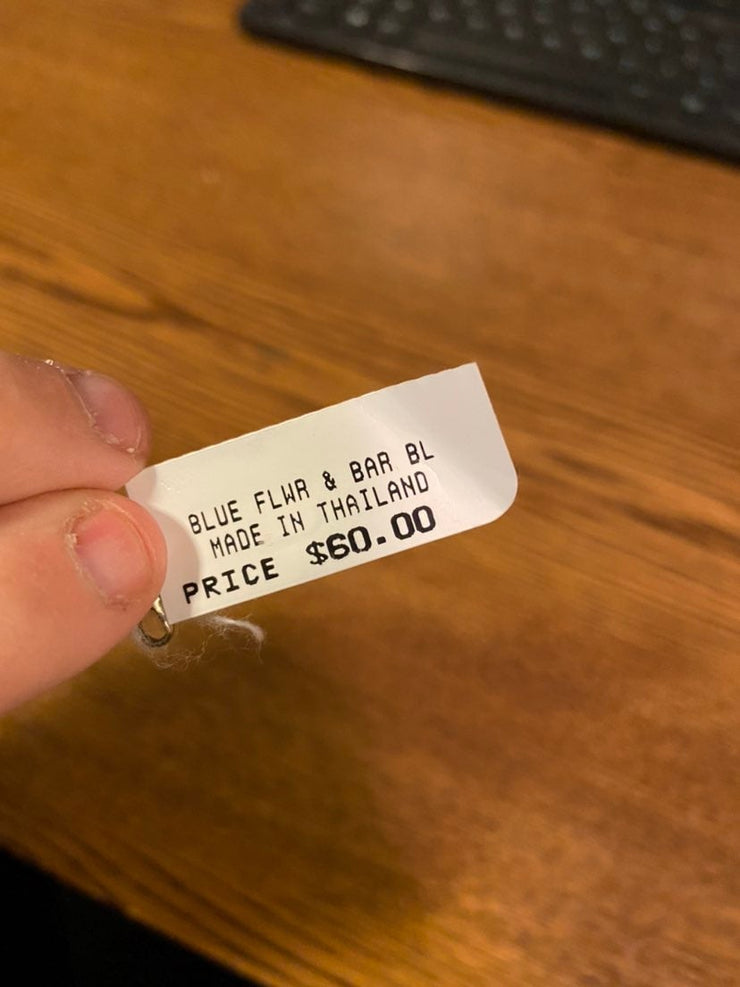 BLUE FLWR & BAR BL
MADE IN THAILAND
PRICE $60.00